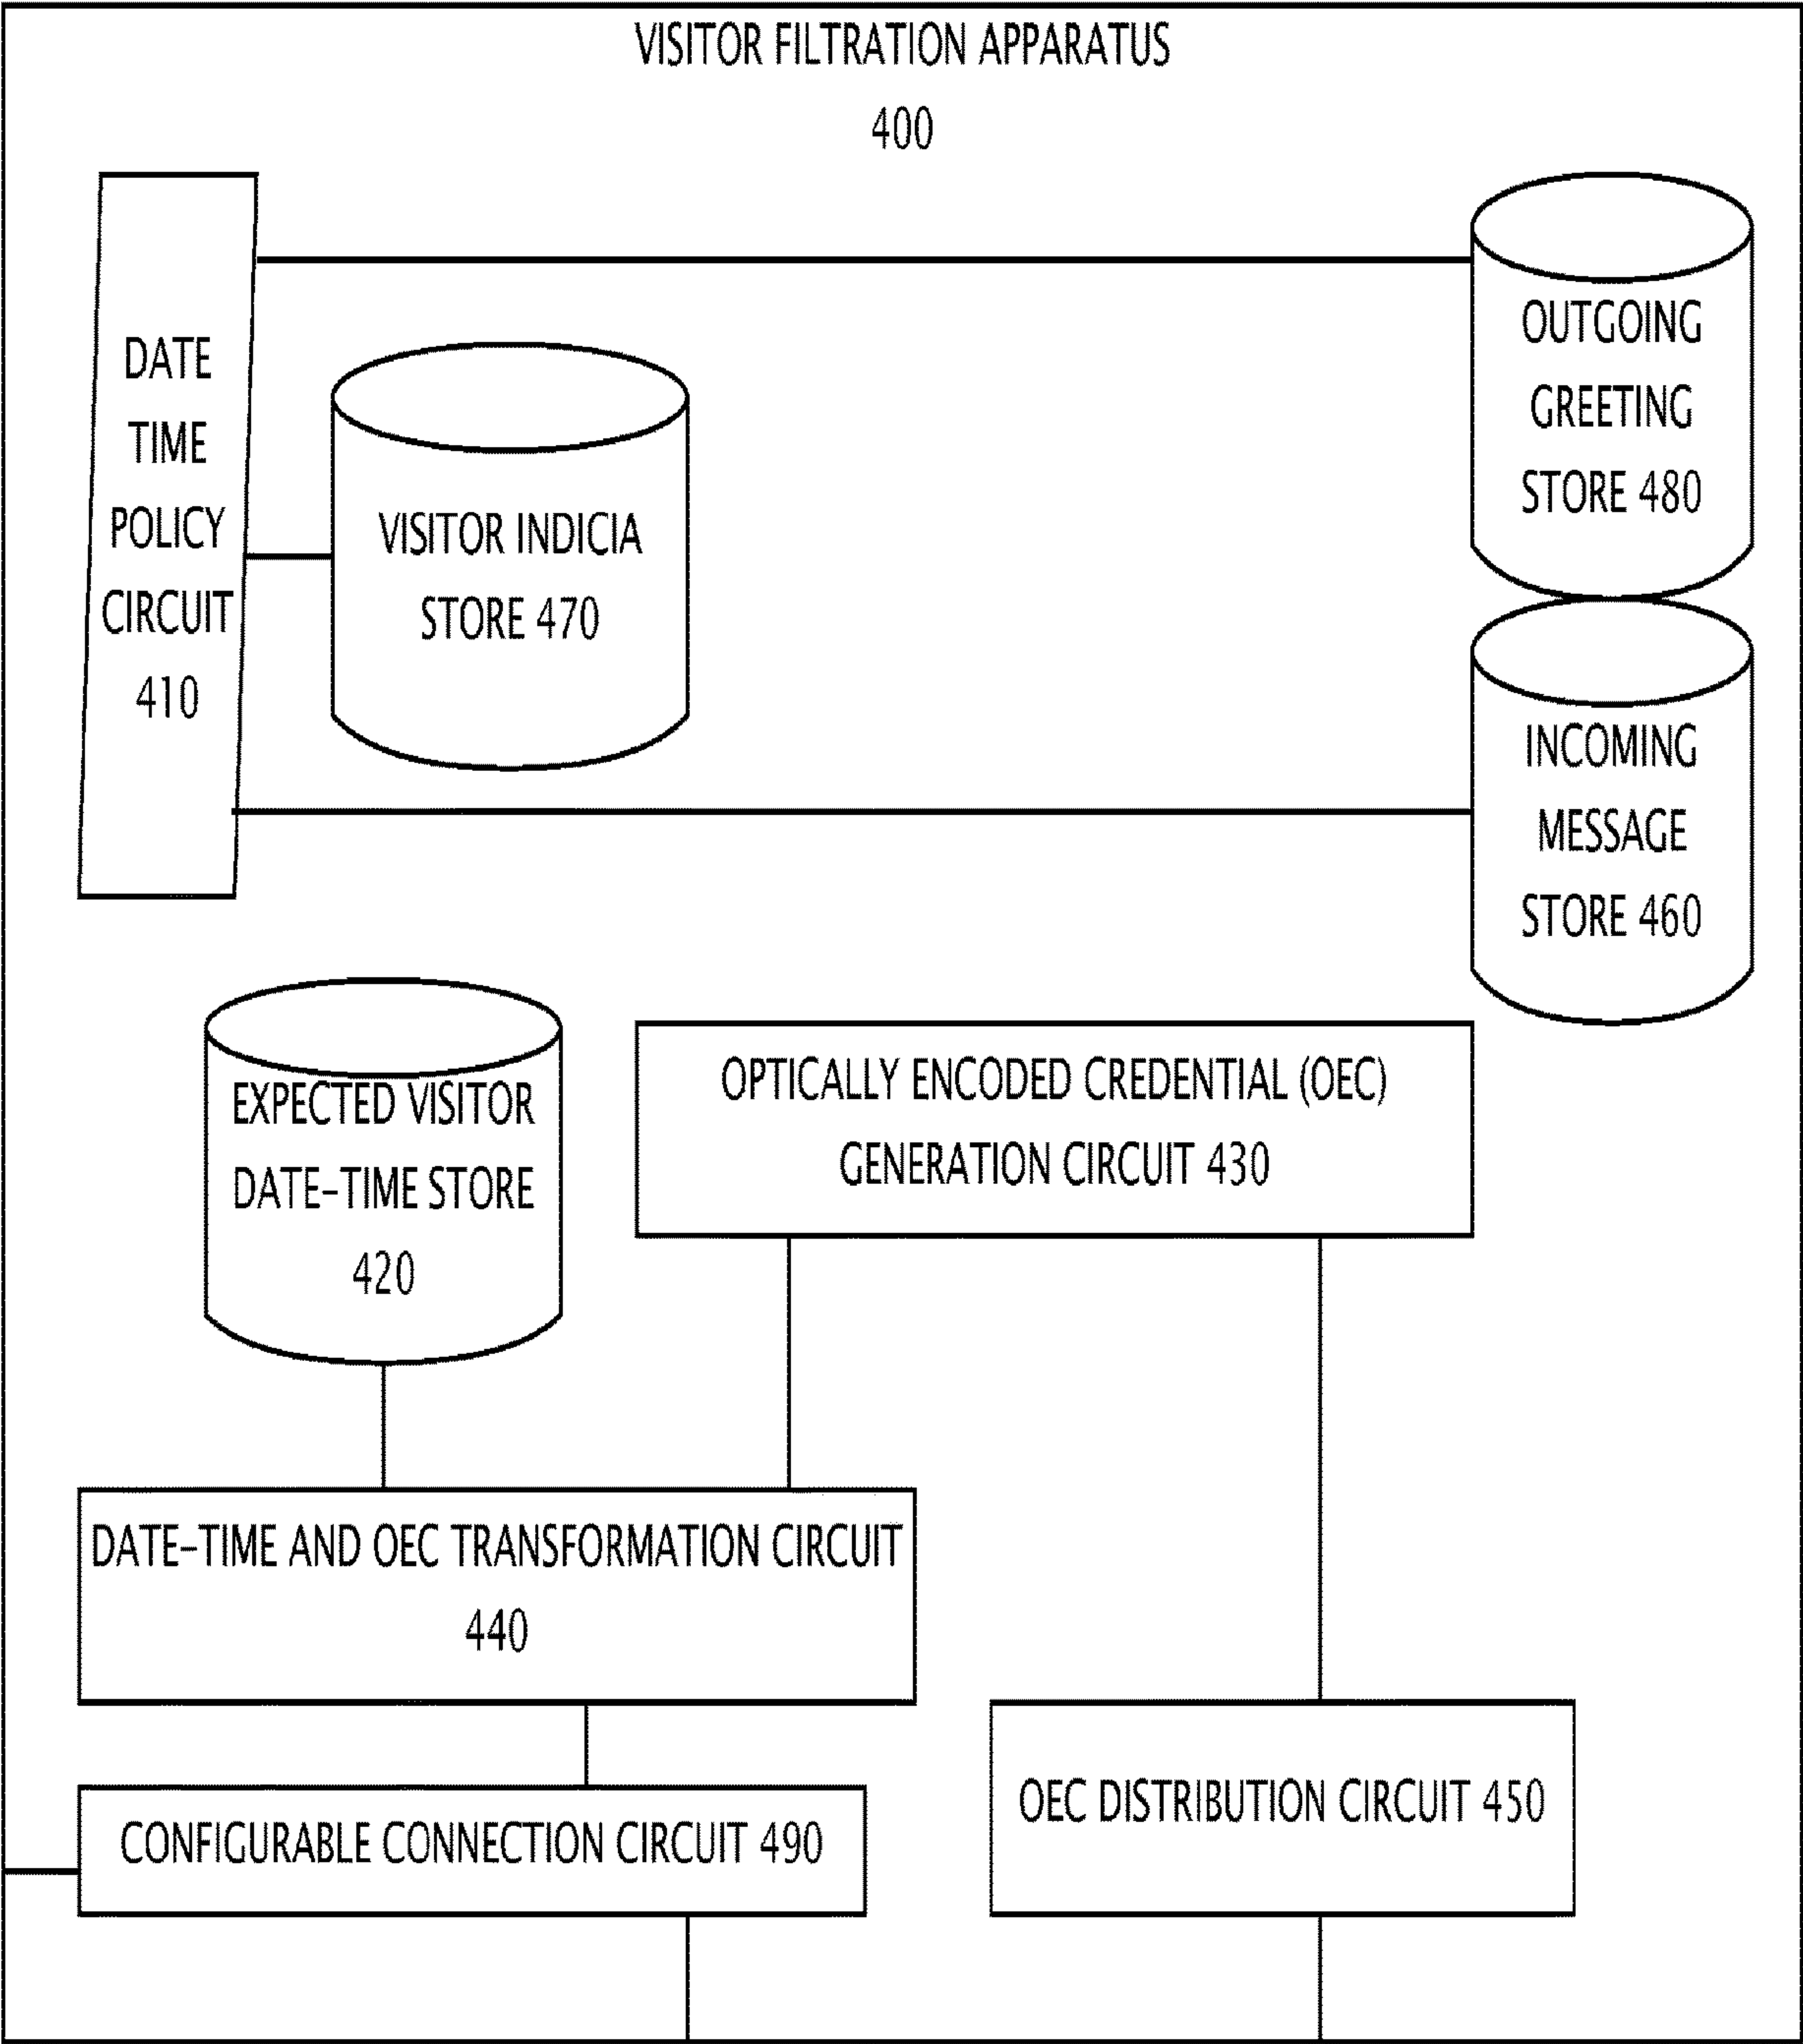 VISITOR FILTRATION APPARATUS
400
DATE
TIME
POLICY
CIRCUIT
410
VISITOR INDICIA
STORE 470
OUTGOING
GREETING
STORE 480
INCOMING
MESSAGE
STORE 460
EXPECTED VISITOR
DATE-TIME STORE
420
OPTICALLY ENCODED CREDENTIAL (OEC)
GENERATION CIRCUIT 430
DATE-TIME AND OEC TRANSFORMATION CIRCUIT
440
CONFIGURABLE CONNECTION CIRCUIT 490
OEC DISTRIBUTION CIRCUIT 450